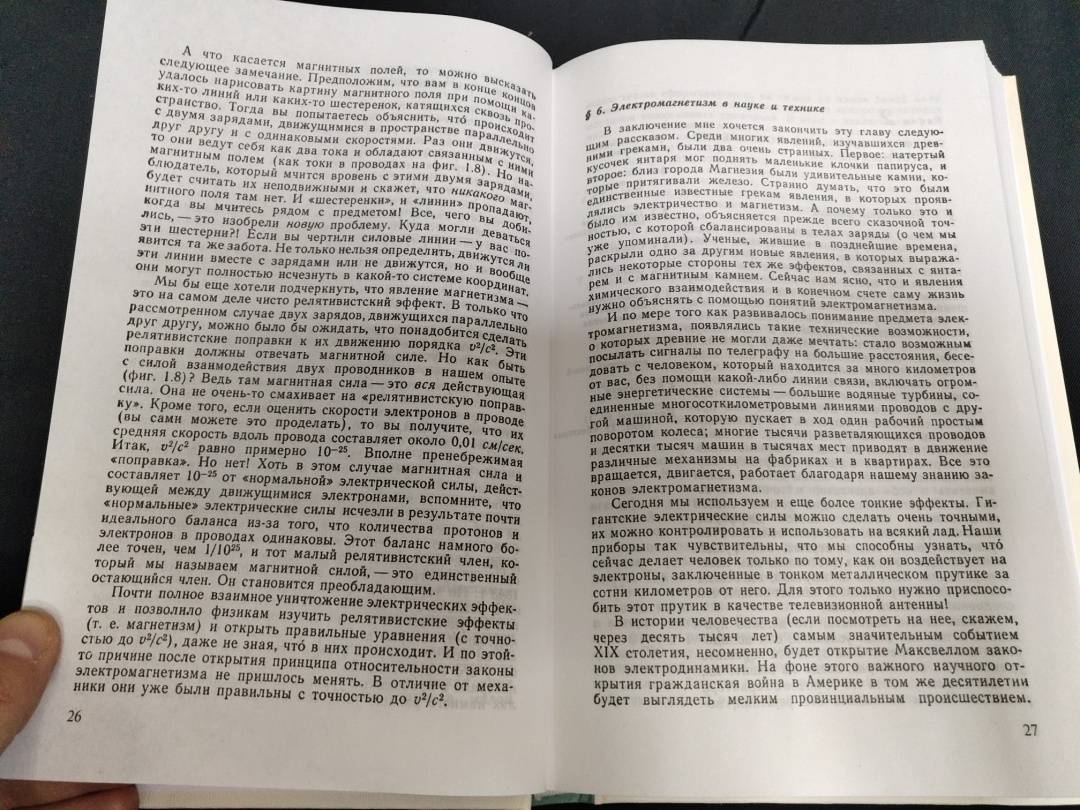 А что касается магнитных полей, то можно высказать
следующее замечание. Предположим, что вам в конце концов
удалось нарисовать картину магнитного поля при помощи ка-
ких-то линий или каких-то шестеренок, катящихся сквозь про-
странство. Тогда вы попытаетесь объяснить, что́ происходит
с двумя зарядами, движущимися в пространстве параллельно
друг другу и с одинаковыми скоростями. Раз они движутся,
то они ведут себя как два тока и обладают связанным с ними
магнитным полем (как токи в проводах на фиг. 1.8). Но на-
блюдатель, который мчится вровень с этими двумя зарядами,
будет считать их неподвижными и скажет, что никакого маг-
нитного поля там нет. И «шестеренки», и «линии» пропадают,
когда вы мчитесь рядом с предметом! Все, чего вы доби-
лись, — это изобрели новую проблему. Куда могли деваться
эти шестерни?! Если вы чертили силовые линии — у вас по-
явится та же забота. Не только нельзя определить, движутся ли
эти линии вместе с зарядами или не движутся, но и вообще
они могут полностью исчезнуть в какой-то системе координат.
Мы бы еще хотели подчеркнуть, что явление магнетизма —
это на самом деле чисто релятивистский эффект. В только что
рассмотренном случае двух зарядов, движущихся параллельно
друг другу, можно было бы ожидать, что понадобится сделать
релятивистские поправки к их движению порядка v²/c². Эти
поправки должны отвечать магнитной силе. Но как быть
с силой взаимодействия двух проводников в нашем опыте
(фиг. 1.8)? Ведь там магнитная сила — это вся действующая
сила. Она не очень-то смахивает на «релятивистскую поправ-
ку». Кроме того, если оценить скорости электронов в проводе
(вы сами можете это проделать), то вы получите, что их
средняя скорость вдоль провода составляет около 0,01 см/сек.
Итак, v²/c² равно примерно 10⁻²⁵. Вполне пренебрежимая
«поправка». Но нет! Хоть в этом случае магнитная сила и
составляет 10⁻²⁵ от «нормальной» электрической силы, дейст-
вующей между движущимися электронами, вспомните, что
«нормальные» электрические силы исчезли в результате почти
идеального баланса из-за того, что количества протонов и
электронов в проводах одинаковы. Этот баланс намного бо-
лее точен, чем 1/10²⁵, и тот малый релятивистский член, ко-
торый мы называем магнитной силой, — это единственный
остающийся член. Он становится преобладающим.
Почти полное взаимное уничтожение электрических эффек-
тов и позволило физикам изучить релятивистские эффекты
(т. е. магнетизм) и открыть правильные уравнения (с точно-
стью до v²/c²), даже не зная, что́ в них происходит. И по этой-
то причине после открытия принципа относительности законы
электромагнетизма не пришлось менять. В отличие от меха-
ники они уже были правильны с точностью до v²/c².
26
§ 6. Электромагнетизм в науке и технике
В заключение мне хочется закончить эту главу следую-
щим рассказом. Среди многих явлений, изучавшихся древ-
ними греками, были два очень странных. Первое: натертый
кусочек янтаря мог поднять маленькие клочки папируса, и
второе: близ города Магнезия были удивительные камни, ко-
торые притягивали железо. Странно думать, что это были
единственные известные грекам явления, в которых прояв-
лялись электричество и магнетизм. А почему только это и
было им известно, объясняется прежде всего сказочной точ-
ностью, с которой сбалансированы в телах заряды (о чем мы
уже упоминали). Ученые, жившие в позднейшие времена,
раскрыли одно за другим новые явления, в которых выража-
лись некоторые стороны тех же эффектов, связанных с янта-
рем и с магнитным камнем. Сейчас нам ясно, что и явления
химического взаимодействия и в конечном счете саму жизнь
нужно объяснять с помощью понятий электромагнетизма.
И по мере того как развивалось понимание предмета элек-
тромагнетизма, появлялись такие технические возможности,
о которых древние не могли даже мечтать: стало возможным
посылать сигналы по телеграфу на большие расстояния, бесе-
довать с человеком, который находится за много километров
от вас, без помощи какой-либо линии связи, включать огром-
ные энергетические системы — большие водяные турбины, со-
единенные многосоткилометровыми линиями проводов с дру-
гой машиной, которую пускает в ход один рабочий простым
поворотом колеса; многие тысячи разветвляющихся проводов
и десятки тысяч машин в тысячах мест приводят в движение
различные механизмы на фабриках и в квартирах. Все это
вращается, двигается, работает благодаря нашему знанию за-
конов электромагнетизма.
Сегодня мы используем и еще более тонкие эффекты. Ги-
гантские электрические силы можно сделать очень точными,
их можно контролировать и использовать на всякий лад. Наши
приборы так чувствительны, что мы способны узнать, что́
сейчас делает человек только по тому, как он воздействует на
электроны, заключенные в тонком металлическом прутике за
сотни километров от него. Для этого только нужно приспосо-
бить этот прутик в качестве телевизионной антенны!
В истории человечества (если посмотреть на нее, скажем,
через десять тысяч лет) самым значительным событием
XIX столетия, несомненно, будет открытие Максвеллом зако-
нов электродинамики. На фоне этого важного научного от-
крытия гражданская война в Америке в том же десятилетии
будет выглядеть мелким провинциальным происшествием.
27